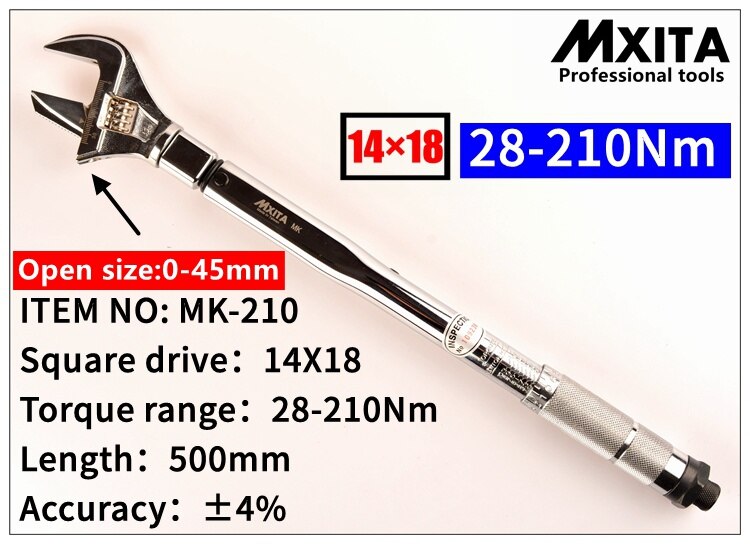 MXITA
Professional tools
14×18
28-210Nm
MXITA
MK
Open size:0-45mm
ITEM NO: MK-210
Square drive：14X18
Torque range：28-210Nm
Length：500mm
Accuracy：±4%